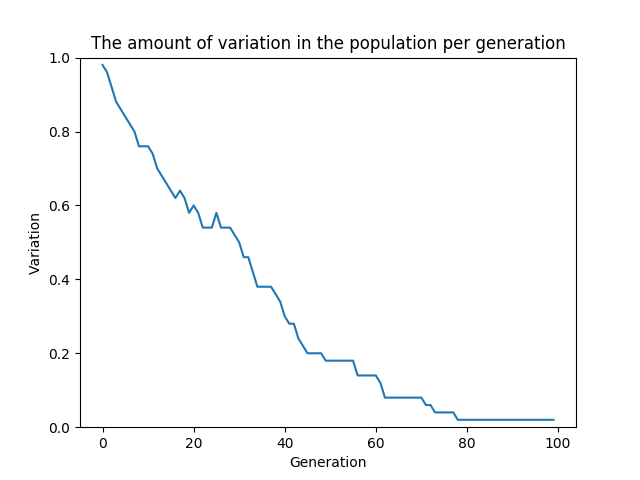 The amount of variation in the population per generation
1.0
0.8
0.6
0.4
0.2
0.0
Variation
0 20 40 60 80 100
Generation